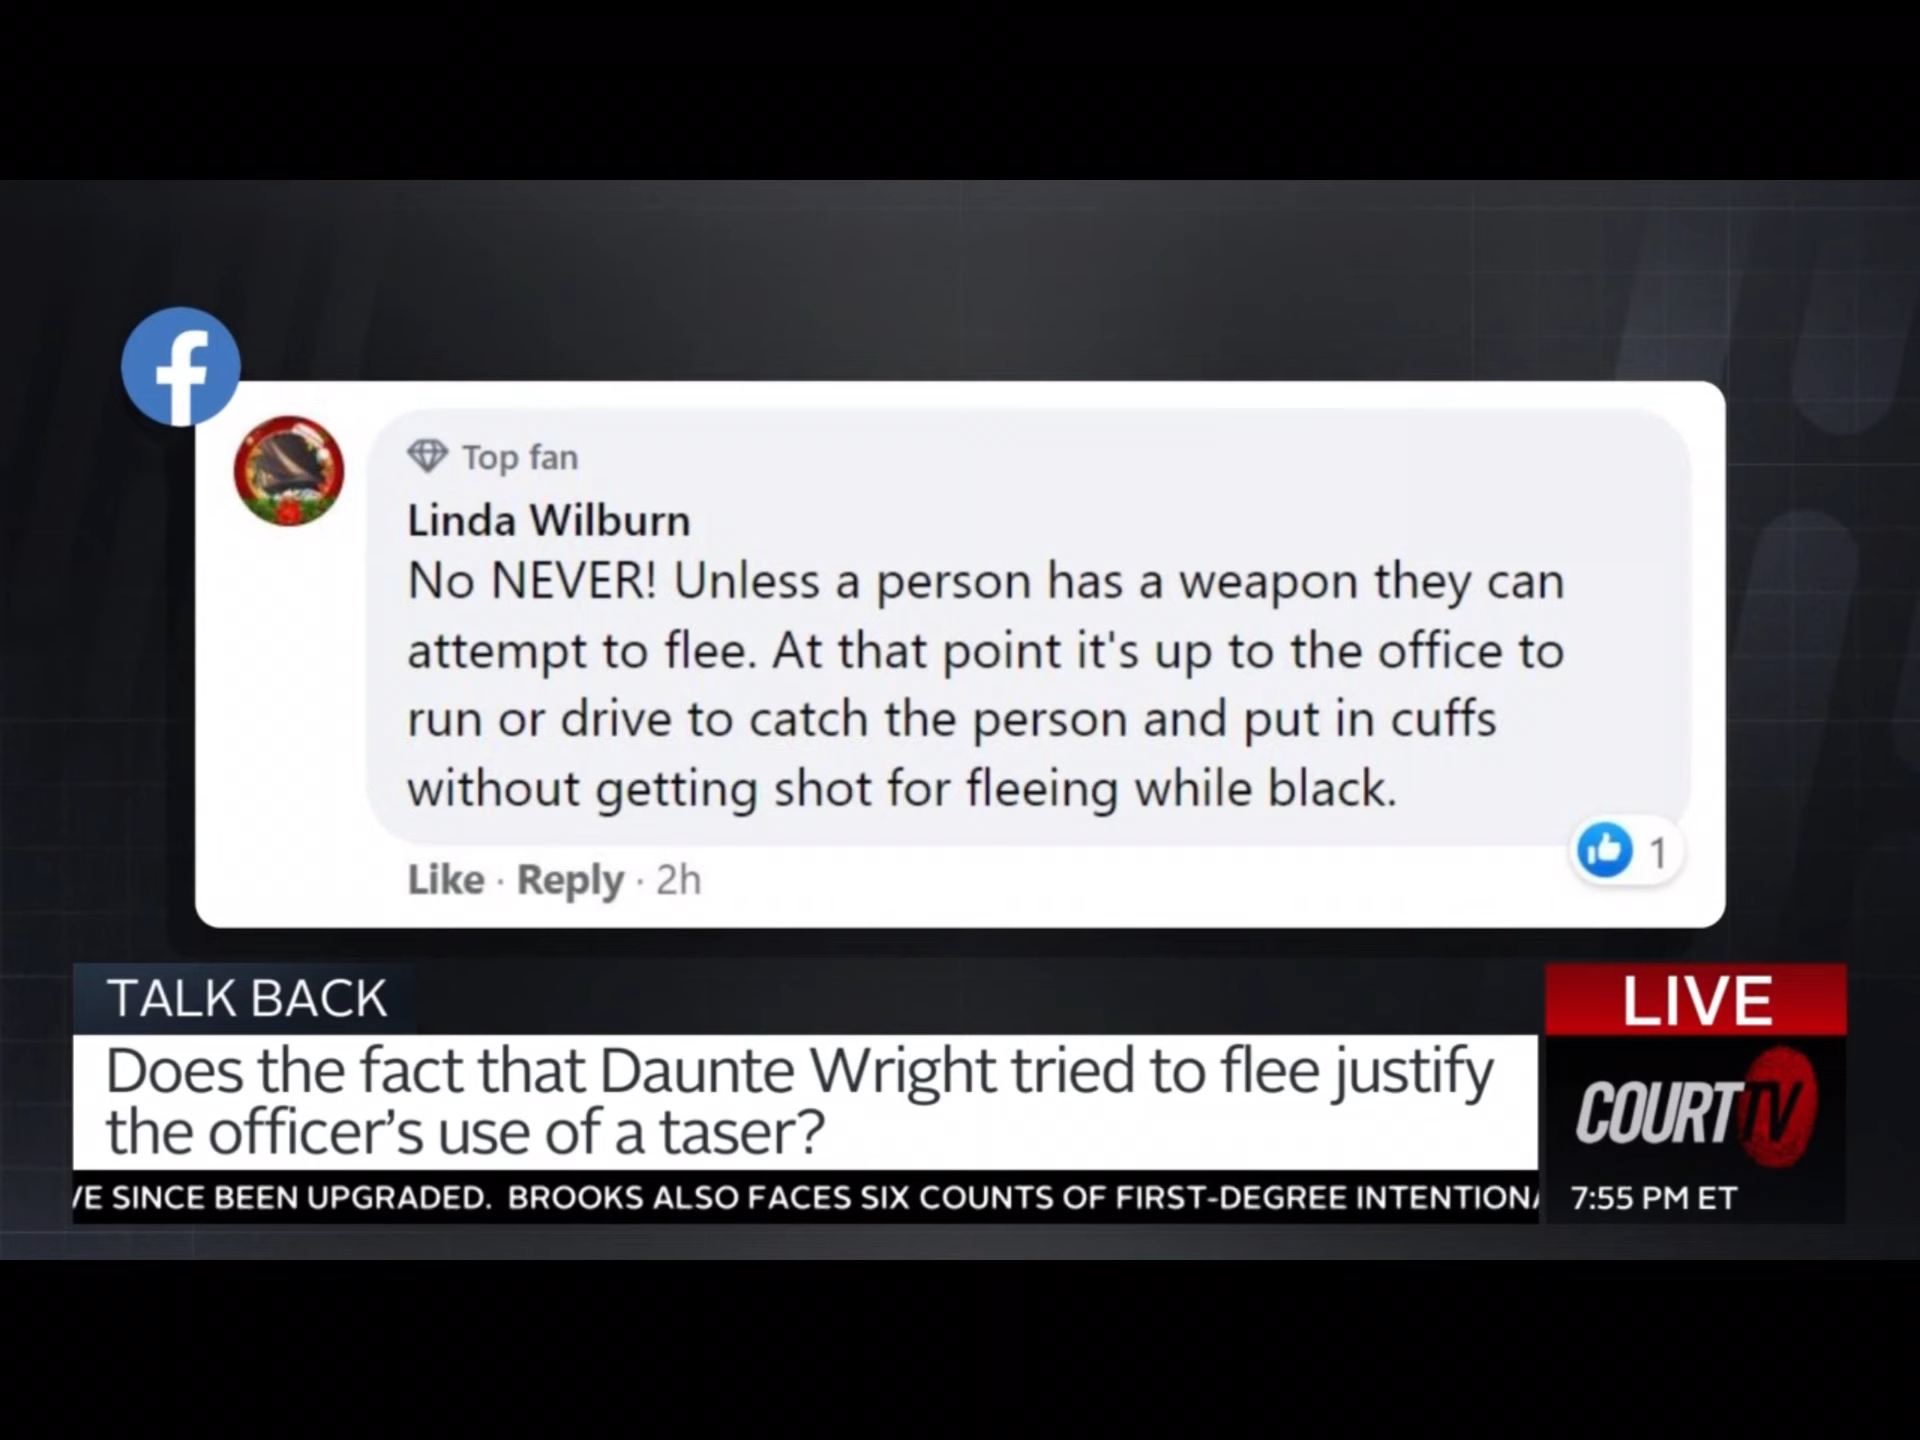 f
Top fan
Linda Wilburn
No NEVER! Unless a person has a weapon they can
attempt to flee. At that point it's up to the office to
run or drive to catch the person and put in cuffs
without getting shot for fleeing while black.
1
Like · Reply · 2h
TALK BACK
LIVE
Does the fact that Daunte Wright tried to flee justify
the officer's use of a taser?
COURT TV
/E SINCE BEEN UPGRADED. BROOKS ALSO FACES SIX COUNTS OF FIRST-DEGREE INTENTION
7:55 PM ET